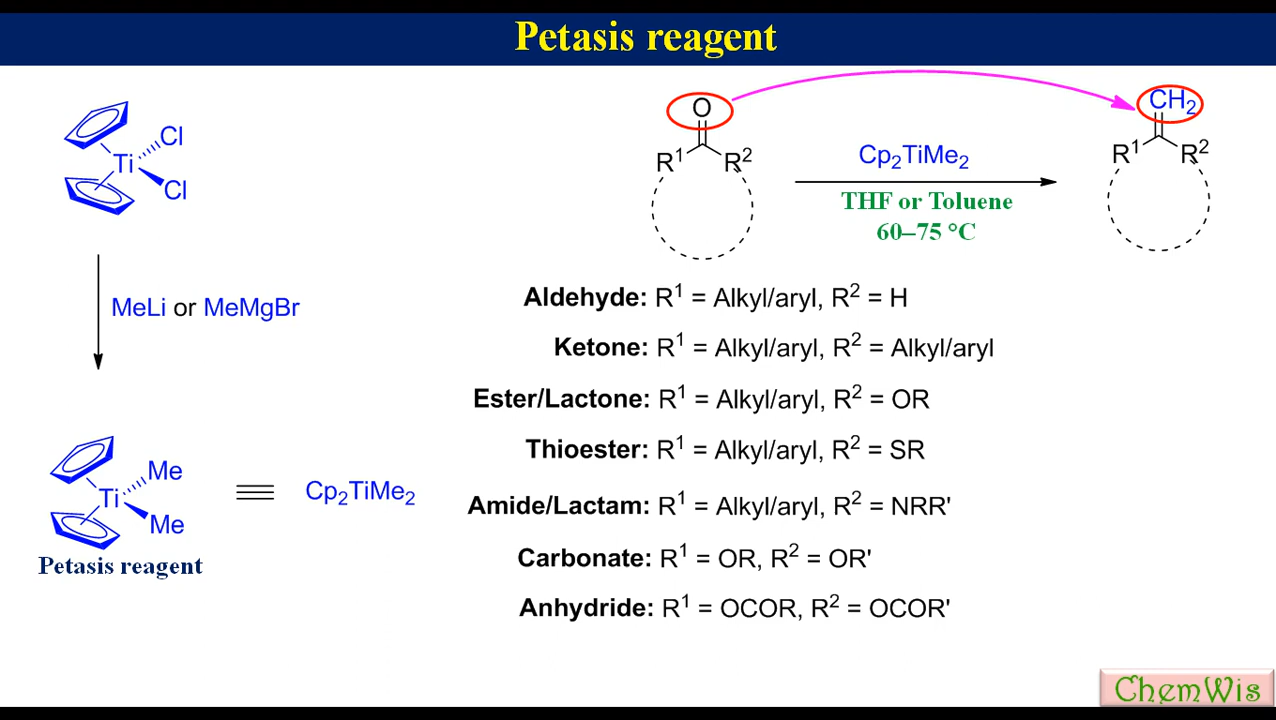 Petasis reagent
Ti
Cl
Cl
MeLi or MeMgBr
Ti
Me
Me
Petasis reagent
Cp₂TiMe₂
O
R¹
R²
Cp₂TiMe₂
THF or Toluene
60–75 °C
CH₂
R¹
R²
Aldehyde: R¹ = Alkyl/aryl, R² = H
Ketone: R¹ = Alkyl/aryl, R² = Alkyl/aryl
Ester/Lactone: R¹ = Alkyl/aryl, R² = OR
Thioester: R¹ = Alkyl/aryl, R² = SR
Amide/Lactam: R¹ = Alkyl/aryl, R² = NRR'
Carbonate: R¹ = OR, R² = OR'
Anhydride: R¹ = OCOR, R² = OCOR'
ChemWis